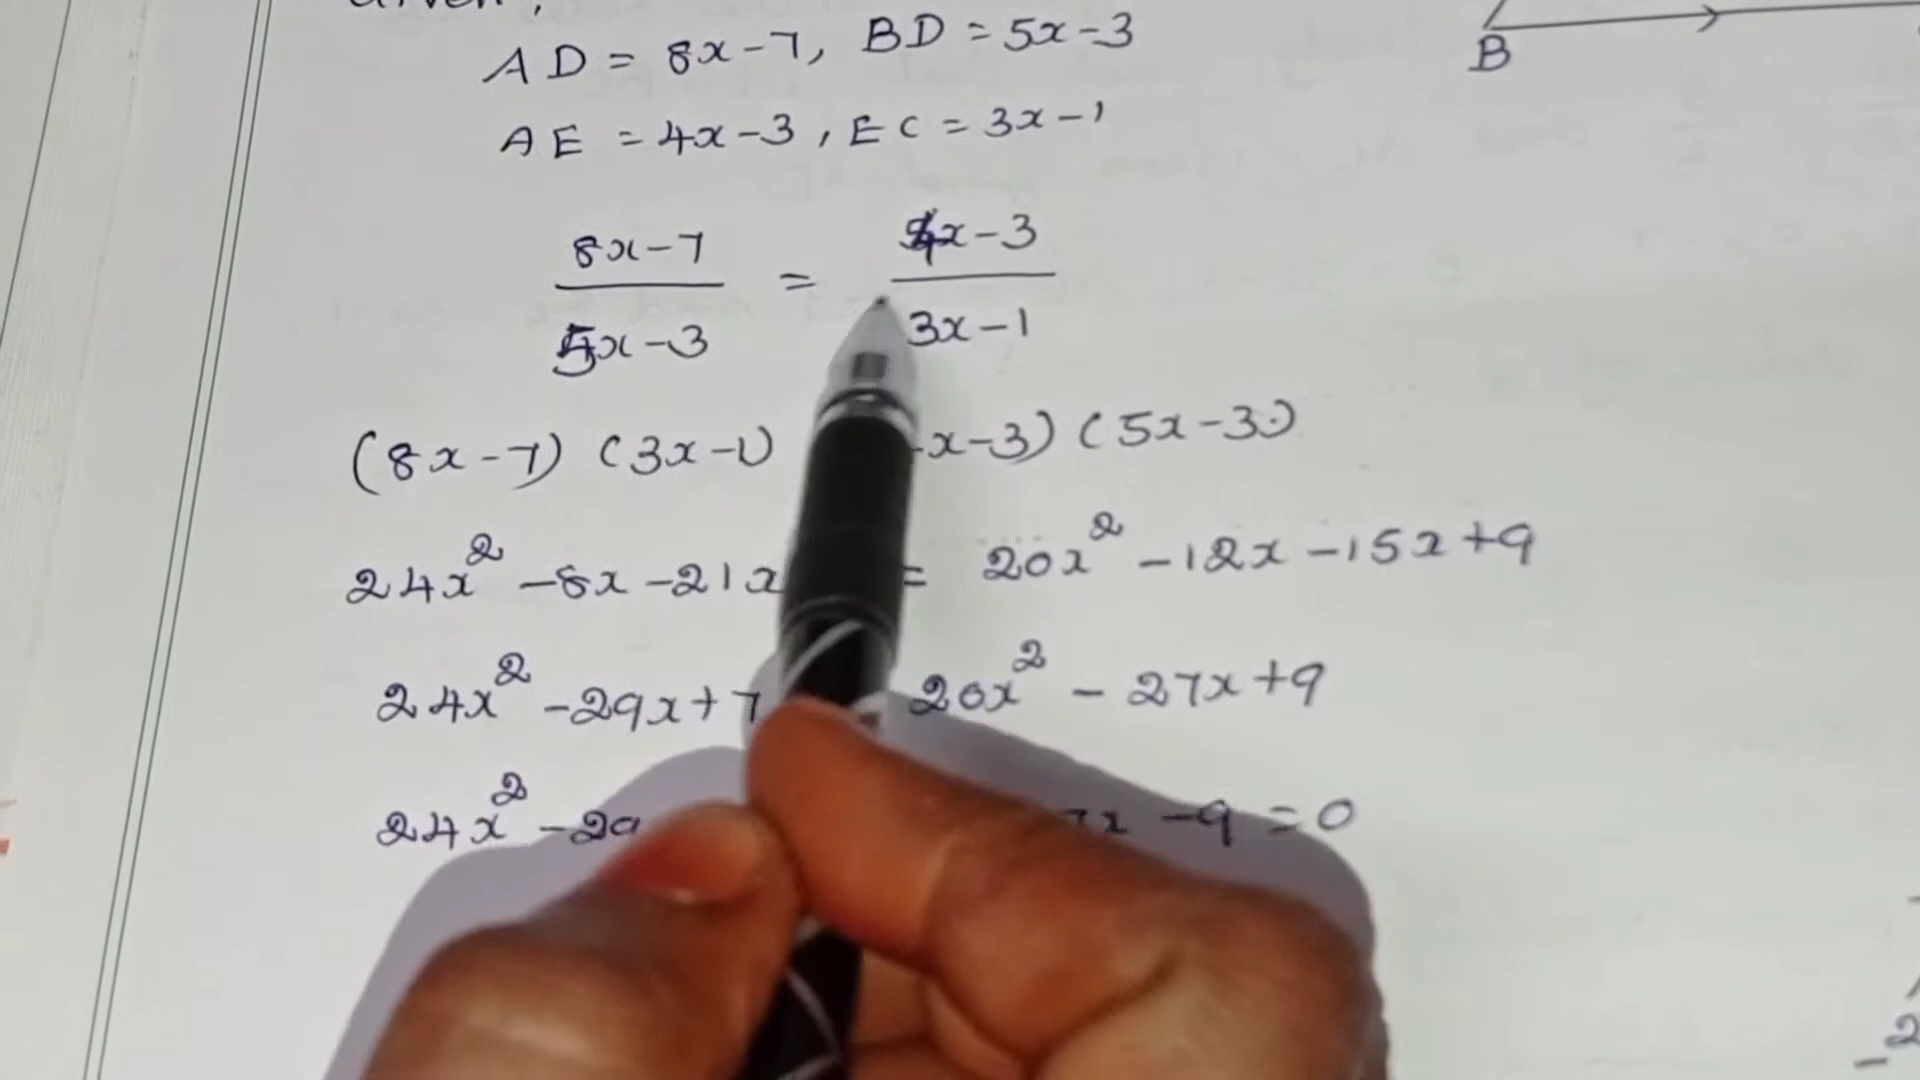 Given,
AD = 8x-7, BD = 5x-3
B
AE = 4x-3, EC = 3x-1
8x-7 / 5x-3 = 4x-3 / 3x-1
(8x-7) (3x-1) x-3) (5x-3)
24x² -8x -21x = 20x² -12x -15x +9
24x² -29x +7 20x² - 27x +9
24x² -29 x -9 =0
-2